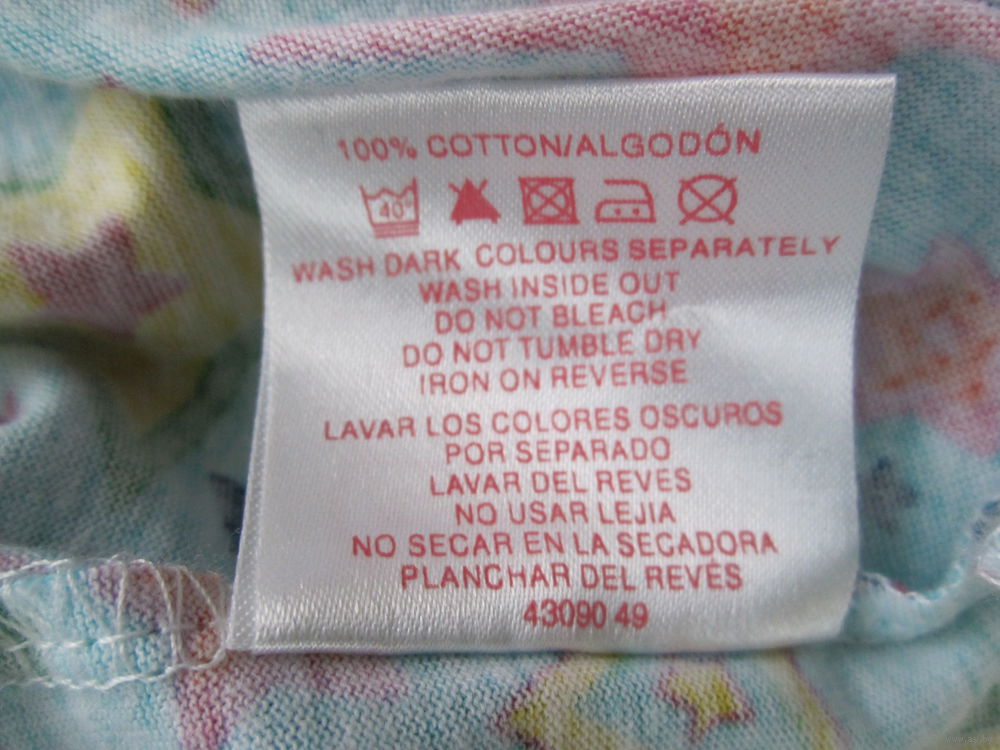 100% COTTON/ALGODÓN
40°
WASH DARK COLOURS SEPARATELY
WASH INSIDE OUT
DO NOT BLEACH
DO NOT TUMBLE DRY
IRON ON REVERSE
LAVAR LOS COLORES OSCUROS
POR SEPARADO
LAVAR DEL REVES
NO USAR LEJIA
NO SECAR EN LA SECADORA
PLANCHAR DEL REVÉS
43090 49